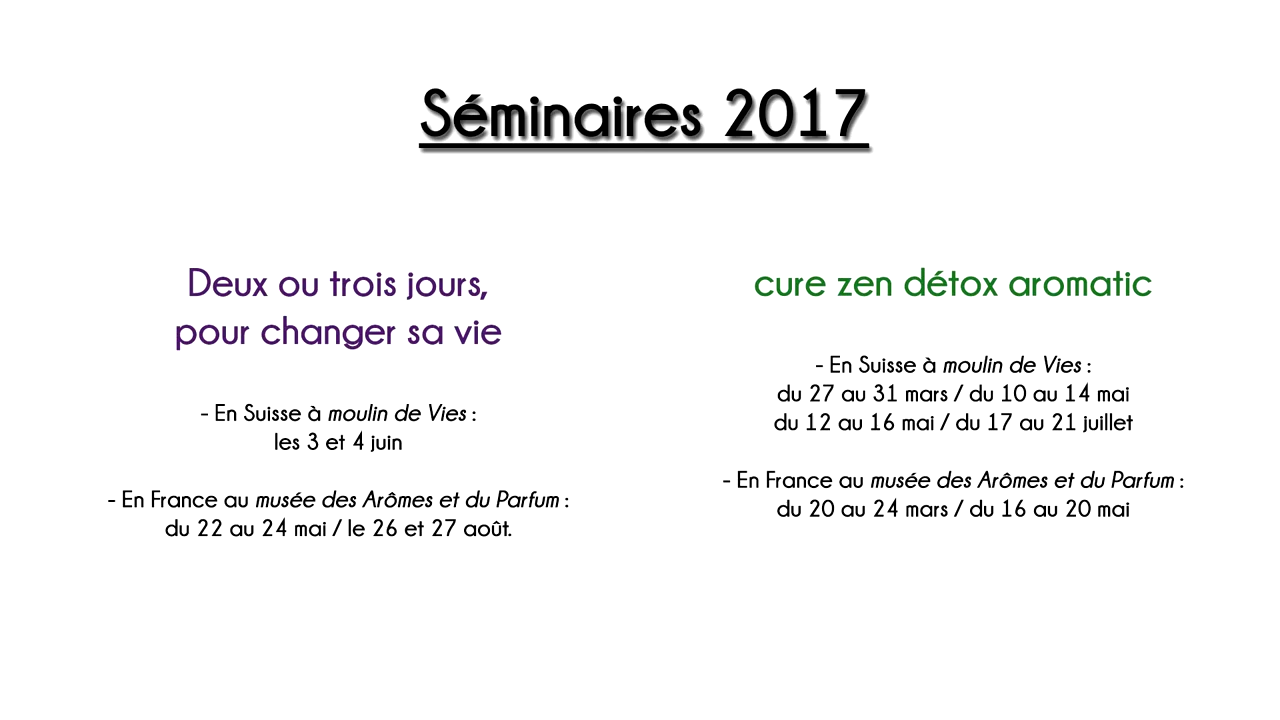 Séminaires 2017
Deux ou trois jours,
pour changer sa vie
- En Suisse à moulin de Vies :
les 3 et 4 juin
- En France au musée des Arômes et du Parfum :
du 22 au 24 mai / le 26 et 27 août.
cure zen détox aromatic
- En Suisse à moulin de Vies :
du 27 au 31 mars / du 10 au 14 mai
du 12 au 16 mai / du 17 au 21 juillet
- En France au musée des Arômes et du Parfum :
du 20 au 24 mars / du 16 au 20 mai